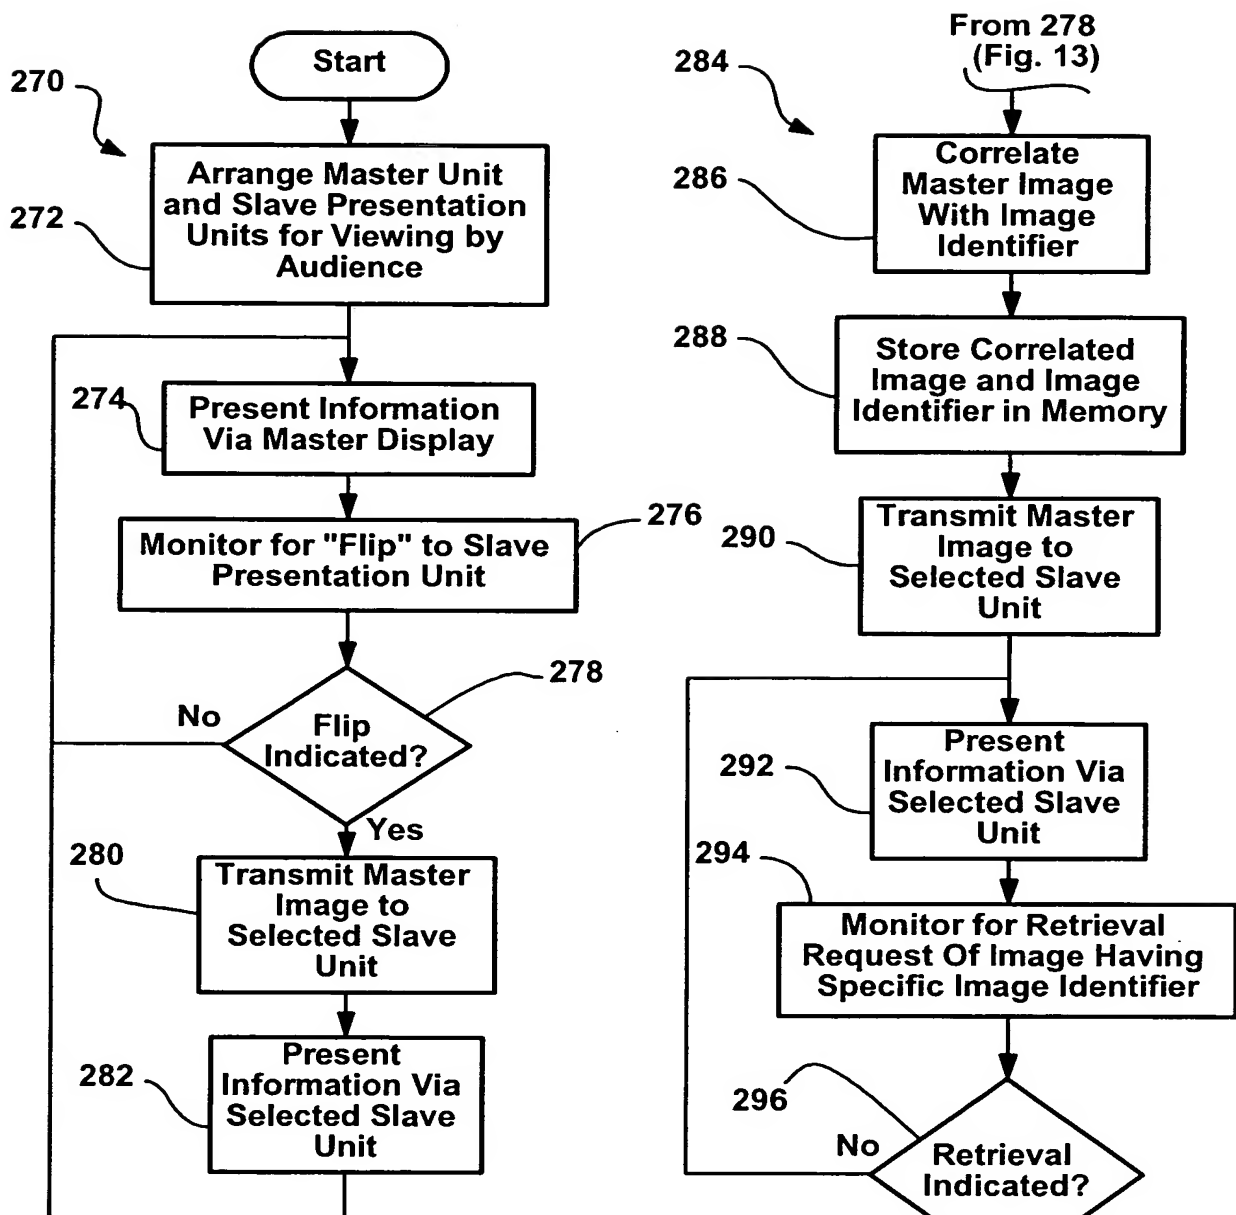 Start
270
Arrange Master Unit
and Slave Presentation
Units for Viewing by
Audience
272
274
Present Information
Via Master Display
276
Monitor for "Flip" to Slave
Presentation Unit
278
No
Flip
Indicated?
Yes
280
Transmit Master
Image to
Selected Slave
Unit
282
Present
Information Via
Selected Slave
Unit
From 278
(Fig. 13)
284
Correlate
Master Image
With Image
Identifier
286
288
Store Correlated
Image and Image
Identifier in Memory
290
Transmit Master
Image to
Selected Slave
Unit
292
Present
Information Via
Selected Slave
Unit
294
Monitor for Retrieval
Request Of Image Having
Specific Image Identifier
296
No
Retrieval
Indicated?